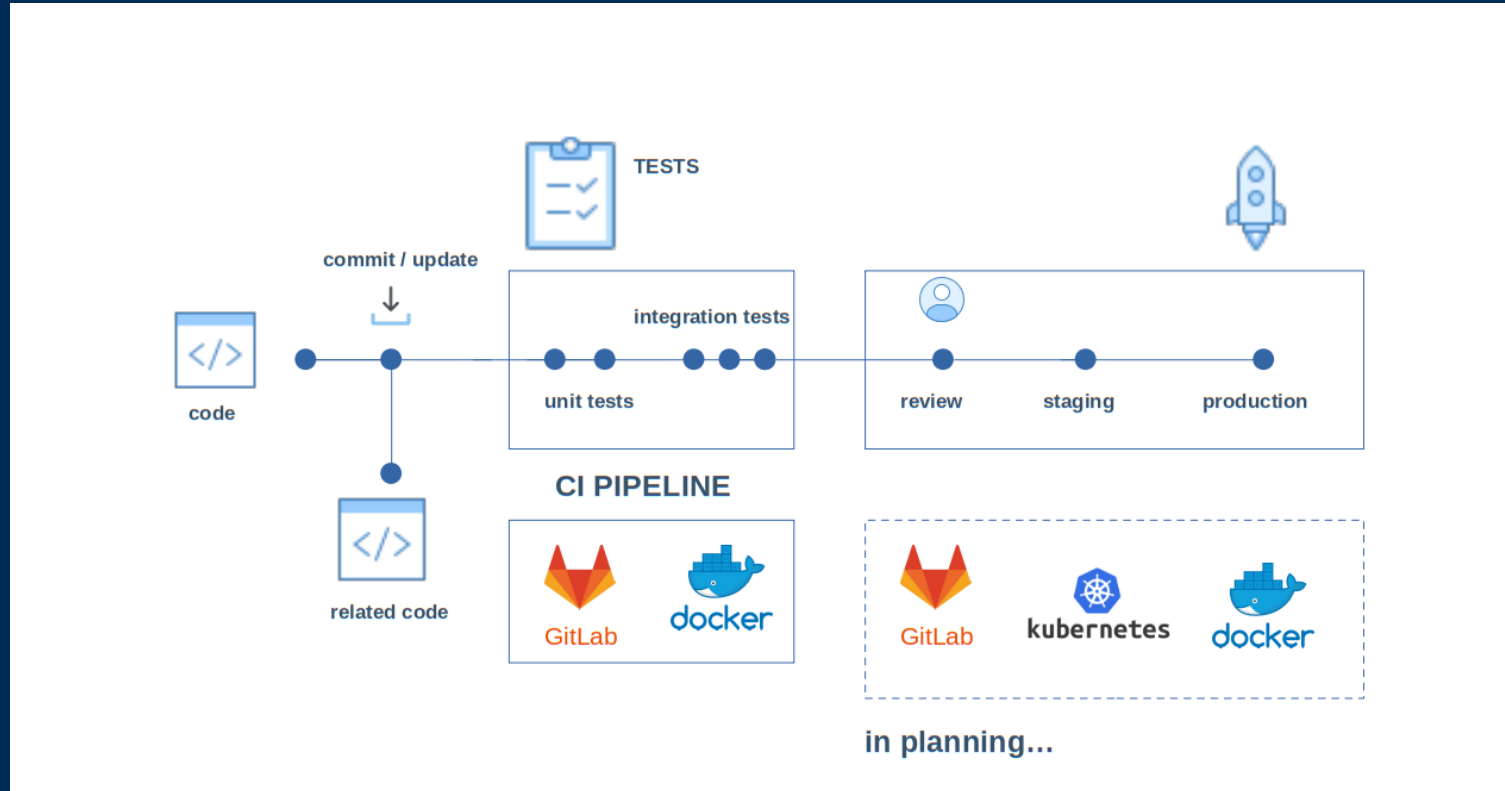 TESTS
commit / update
integration tests
</>
code
unit tests
review
staging
production
CI PIPELINE
</>
related code
GitLab
docker
GitLab
kubernetes
docker
in planning...